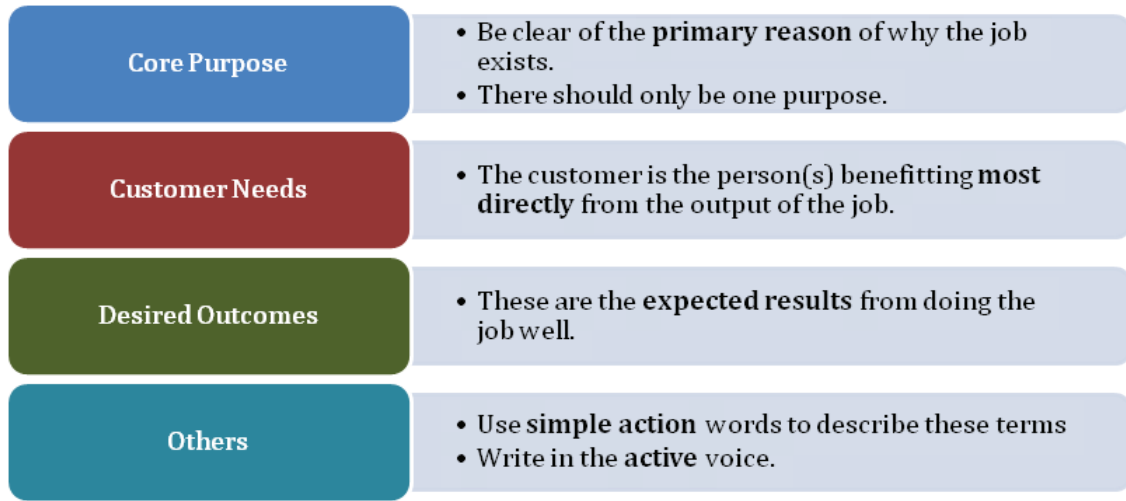 Core Purpose
• Be clear of the primary reason of why the job
exists.
• There should only be one purpose.
Customer Needs
• The customer is the person(s) benefitting most
directly from the output of the job.
Desired Outcomes
• These are the expected results from doing the
job well.
Others
• Use simple action words to describe these terms
• Write in the active voice.